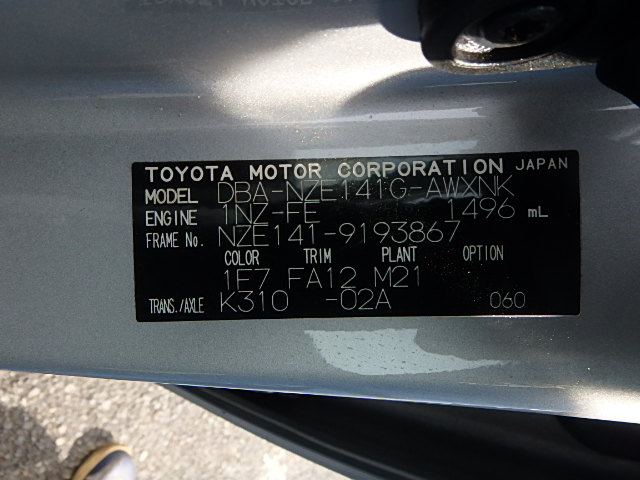 TOYOTA MOTOR CORPORATION JAPAN
MODEL DBA-NZE141G-AWXNK
ENGINE 1NZ-FE 1496 mL
FRAME No. NZE141-9193867
COLOR TRIM PLANT OPTION
1E7 FA12 M21
TRANS./AXLE K310 -02A 060